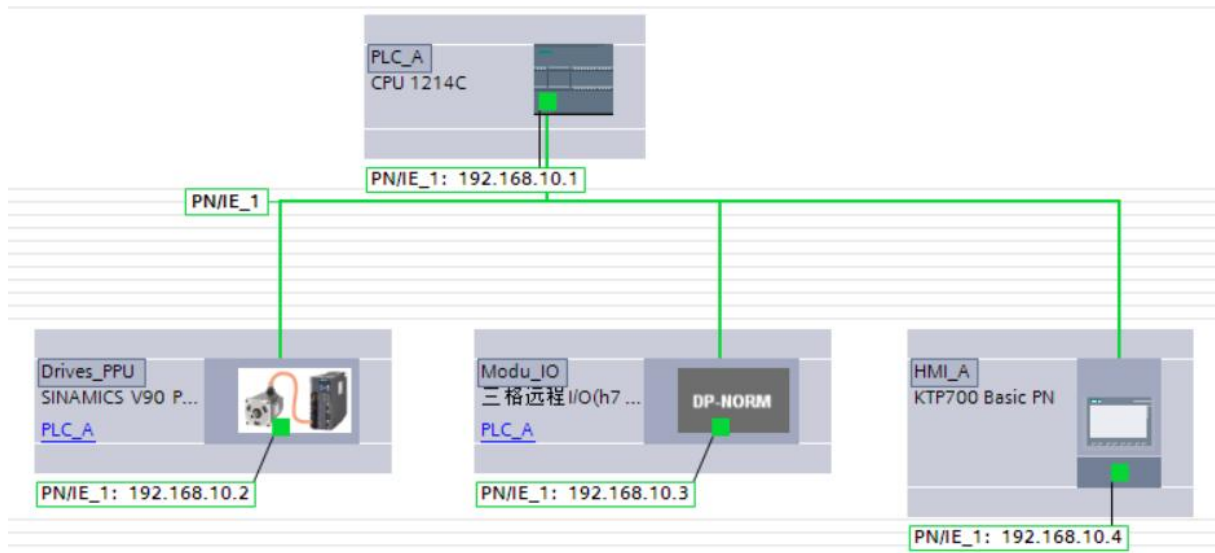 PLC_A
CPU 1214C
PN/IE_1: 192.168.10.1
PN/IE_1
Drives_PPU
SINAMICS V90 P...
PLC_A
PN/IE_1: 192.168.10.2
Modu_IO
三格远程I/O(h7 ...
DP-NORM
PLC_A
PN/IE_1: 192.168.10.3
HMI_A
KTP700 Basic PN
PN/IE_1: 192.168.10.4